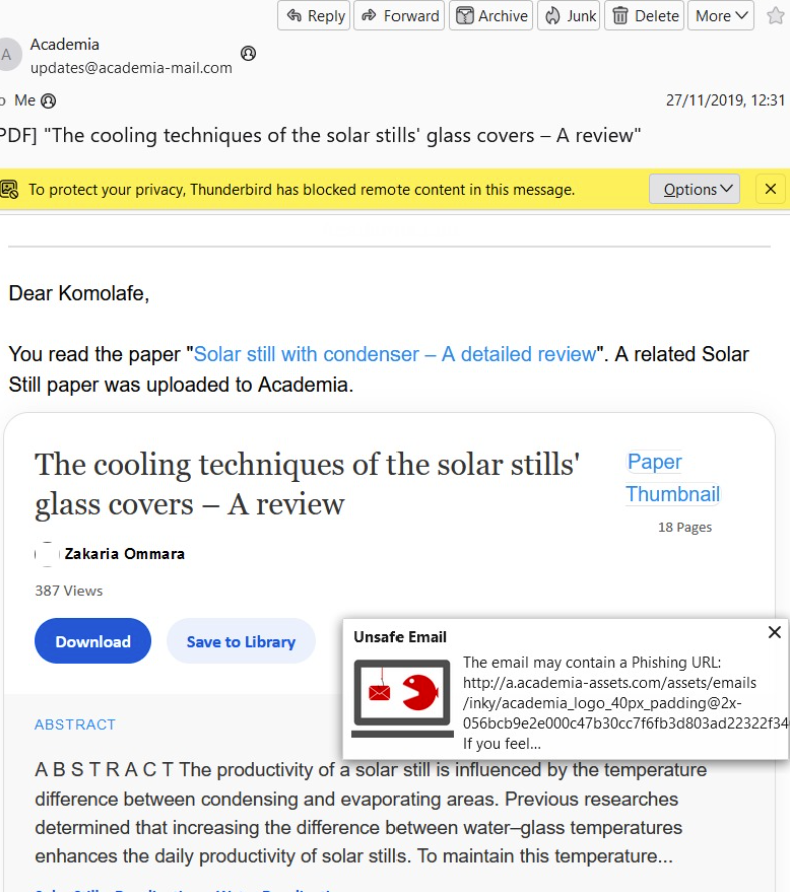 Reply Forward Archive Junk Delete More
A Academia
updates@academia-mail.com
Me
27/11/2019, 12:31
PDF] "The cooling techniques of the solar stills' glass covers – A review"
To protect your privacy, Thunderbird has blocked remote content in this message. Options
Dear Komolafe,
You read the paper "Solar still with condenser – A detailed review". A related Solar
Still paper was uploaded to Academia.
The cooling techniques of the solar stills'
glass covers – A review
Paper
Thumbnail
18 Pages
Zakaria Ommara
387 Views
Download Save to Library
Unsafe Email
The email may contain a Phishing URL:
http://a.academia-assets.com/assets/emails
/inky/academia_logo_40px_padding@2x-
056bcb9e2e000c47b30cc7f6fb3d803ad22322f34
If you feel...
ABSTRACT
A B S T R A C T The productivity of a solar still is influenced by the temperature
difference between condensing and evaporating areas. Previous researches
determined that increasing the difference between water–glass temperatures
enhances the daily productivity of solar stills. To maintain this temperature...